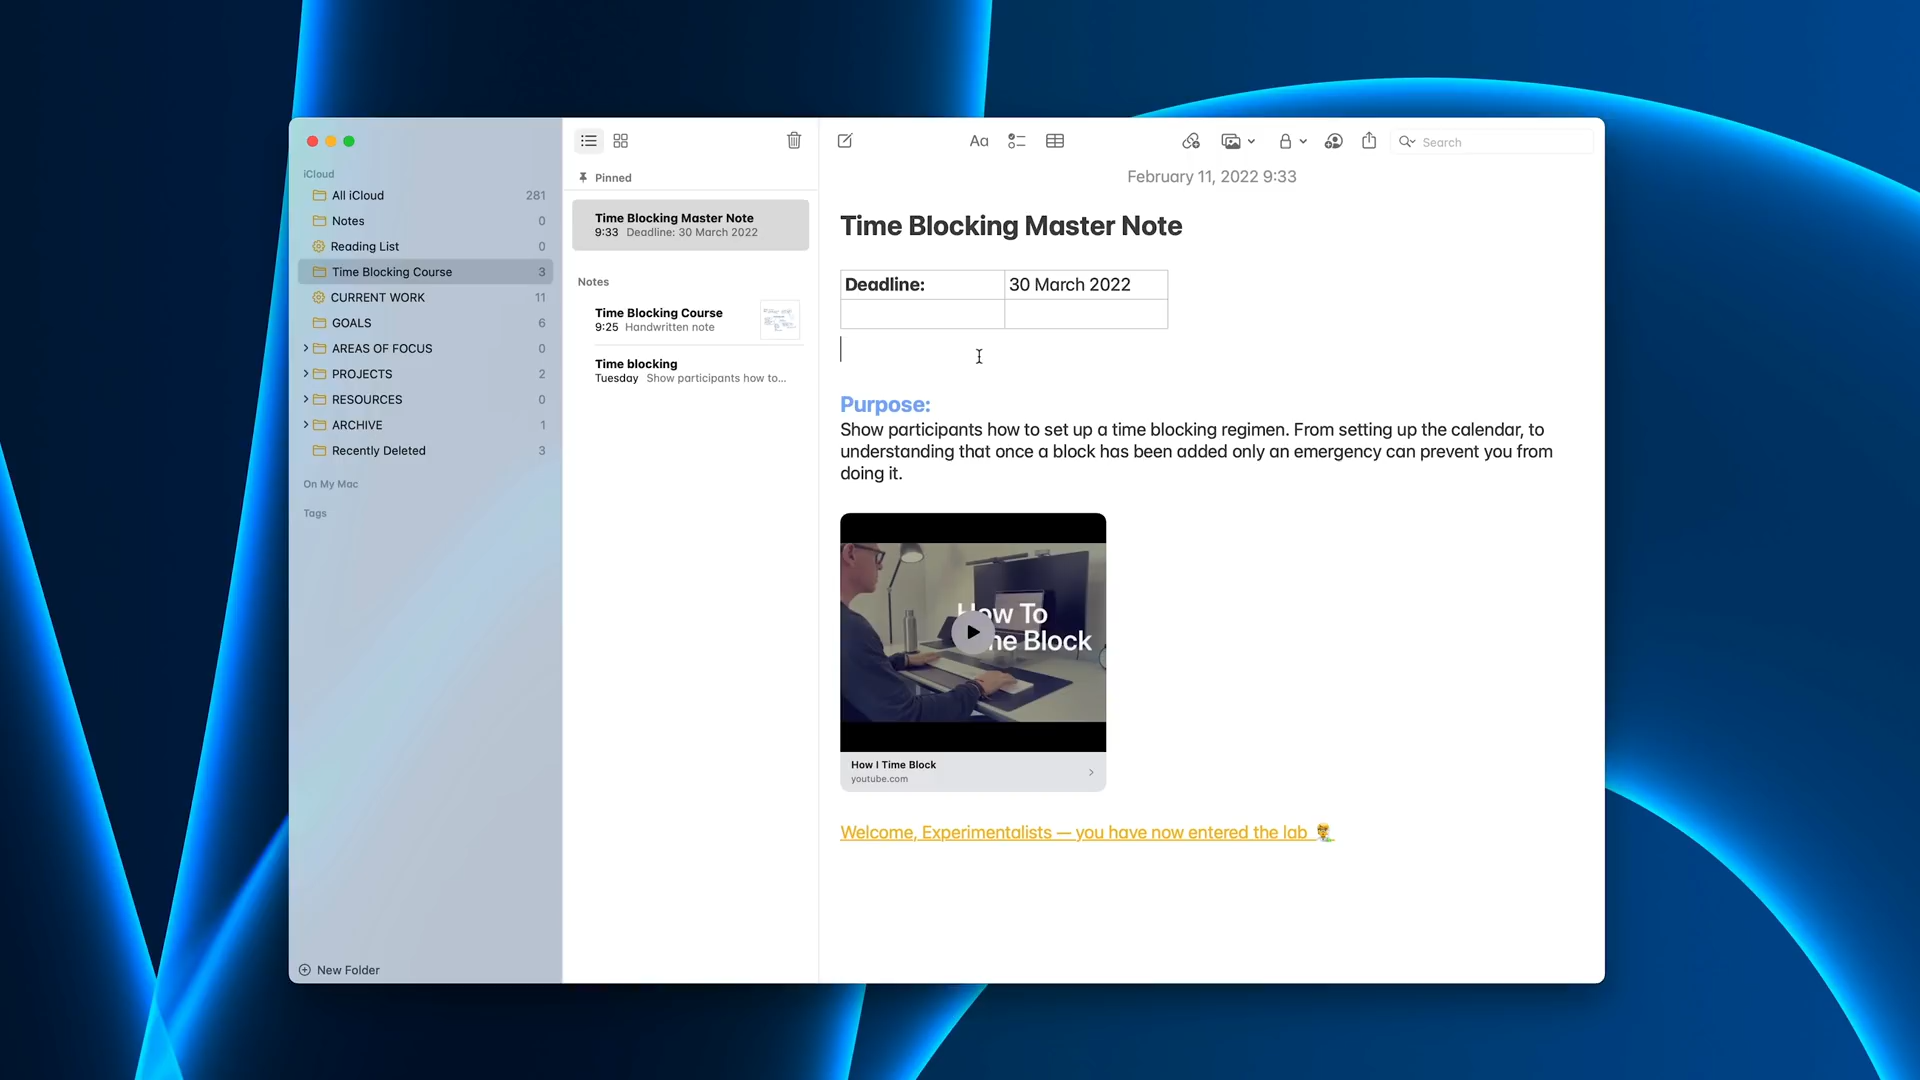 iCloud
All iCloud 281
Notes 0
Reading List 0
Time Blocking Course 3
CURRENT WORK 11
GOALS 6
AREAS OF FOCUS 0
PROJECTS 2
RESOURCES 0
ARCHIVE 1
Recently Deleted 3
On My Mac
Tags
New Folder
Pinned
Time Blocking Master Note
9:33 Deadline: 30 March 2022
Notes
Time Blocking Course
9:25 Handwritten note
Time blocking
Tuesday Show participants how to...
Aa
Search
February 11, 2022 9:33
Time Blocking Master Note
Deadline: 30 March 2022
Purpose:
Show participants how to set up a time blocking regimen. From setting up the calendar, to
understanding that once a block has been added only an emergency can prevent you from
doing it.
How To
me Block
How I Time Block
youtube.com
Welcome, Experimentalists — you have now entered the lab